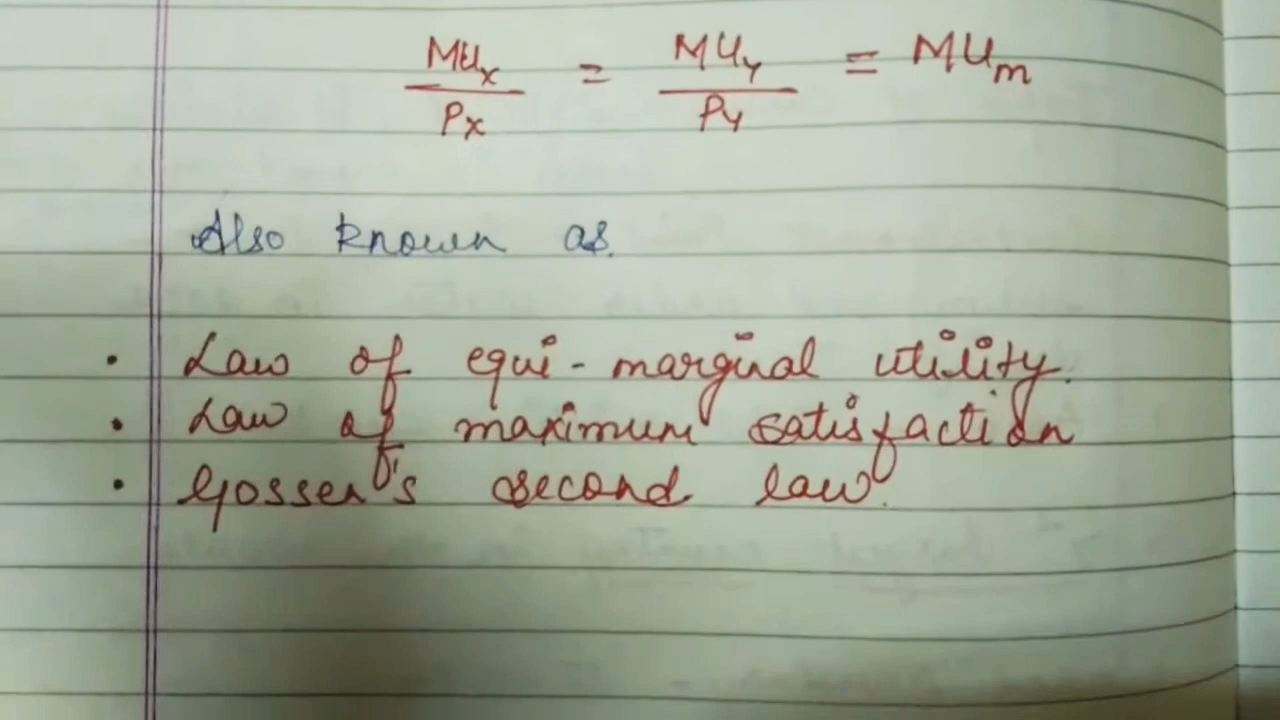 MUx/Px = MUy/Py = MUm
Also known as
• Law of equi-marginal utility.
• Law of maximum satisfaction
• Gossen's second law.